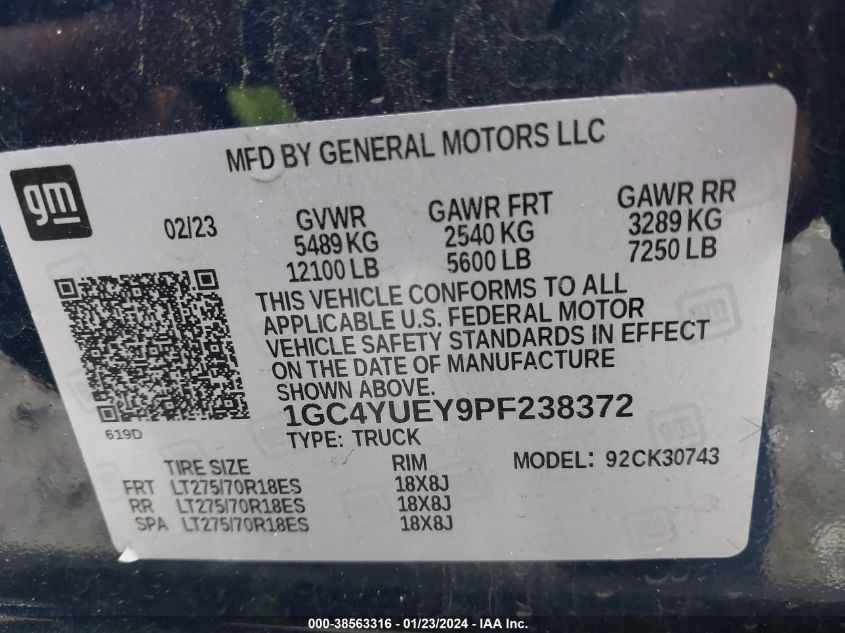 MFD BY GENERAL MOTORS LLC
gm
02/23
GVWR
5489 KG
12100 LB
GAWR FRT
2540 KG
5600 LB
GAWR RR
3289 KG
7250 LB
THIS VEHICLE CONFORMS TO ALL
APPLICABLE U.S. FEDERAL MOTOR
VEHICLE SAFETY STANDARDS IN EFFECT
ON THE DATE OF MANUFACTURE
SHOWN ABOVE.
619D
1GC4YUEY9PF238372
TYPE: TRUCK
MODEL: 92CK30743
TIRE SIZE RIM
FRT LT275/70R18ES 18X8J
RR LT275/70R18ES 18X8J
SPA LT275/70R18ES 18X8J
000-38563316 - 01/23/2024 - IAA, Inc.